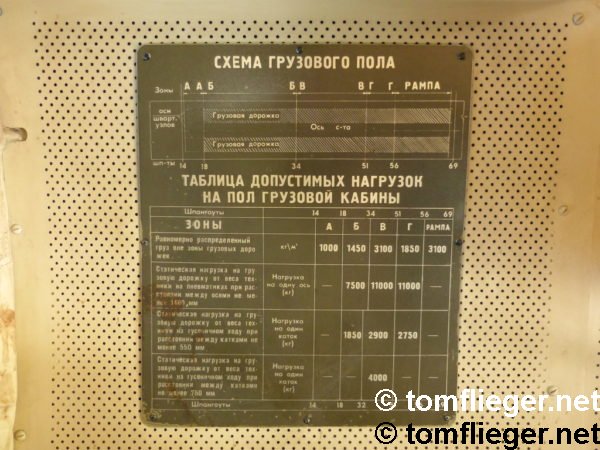 СХЕМА ГРУЗОВОГО ПОЛА
Зоны А А Б Б В В Г Г РАМПА
оси
шварт.
узлов
Грузовая дорожка
Ось с-та
Грузовая дорожка
шп-ты 14 18 34 51 56 69
ТАБЛИЦА ДОПУСТИМЫХ НАГРУЗОК
НА ПОЛ ГРУЗОВОЙ КАБИНЫ
Шпангоуты 14 18 34 51 56 69
ЗОНЫ А Б В Г РАМПА
Равномерно распределенный
груз вне зоны грузовых доро
жек
кг\м² 1000 1450 3100 1850 3100
Статическая нагрузка на гру
зовую дорожку от веса тех
ники на пневматиках при рас
стоянии между осями не ме
нее мм
Нагрузка
на одну ось
(кг)
— 7500 11000 11000 —
Статическая нагрузка на гру
зовую дорожку от веса тех
ники на гусеничном ходу при
расстоянии между катками
не менее 550 мм
Нагрузка
на один
каток
(кг)
— 1850 2900 2750 —
Статическая нагрузка на гру
зовую дорожку от веса тех
ники на гусеничном ходу при
расстоянии между катками
не менее 760 мм
Нагрузка
на один
каток
(кг)
— — 4000 — —
Шпангоуты 14 18 32
© tomflieger.net
© tomflieger.net